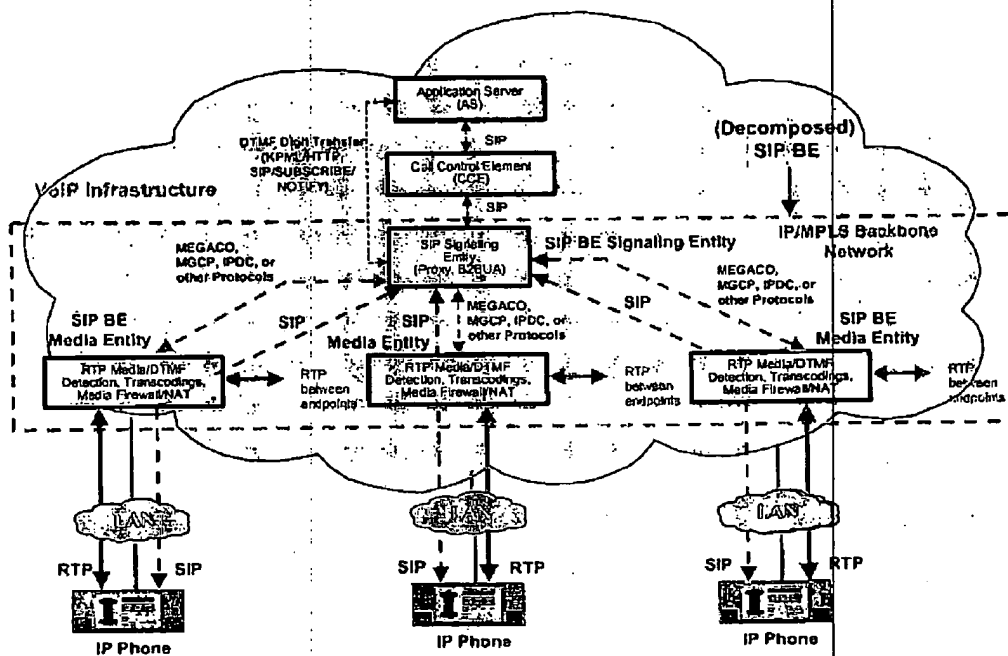 Application Server
(AS)
SIP
(Decomposed)
SIP BE
DTMF Digit Transfer
(KPML/HTTP,
SIP/SUBSCRIBE/
NOTIFY)
Call Control Element
(CCE)
VoIP Infrastructure
SIP
IP/MPLS Backbone
Network
SIP Signaling
Entity
(Proxy, B2BUA)
SIP BE Signaling Entity
MEGACO,
MGCP, IPDC, or
other Protocols
MEGACO,
MGCP, IPDC, or
other Protocols
SIP
SIP
MEGACO,
MGCP, IPDC, or
other Protocols
SIP
SIP BE
Media Entity
Media Entity
SIP BE
Media Entity
RTP Media/DTMF
Detection, Transcodings,
Media Firewall/NAT
RTP
between
endpoints
RTP Media/DTMF
Detection, Transcodings,
Media Firewall/NAT
RTP
between
endpoints
RTP Media/DTMF
Detection, Transcodings,
Media Firewall/NAT
RTP
between
endpoints
LAN
LAN
LAN
RTP
SIP
SIP
RTP
SIP
RTP
IP Phone
IP Phone
IP Phone